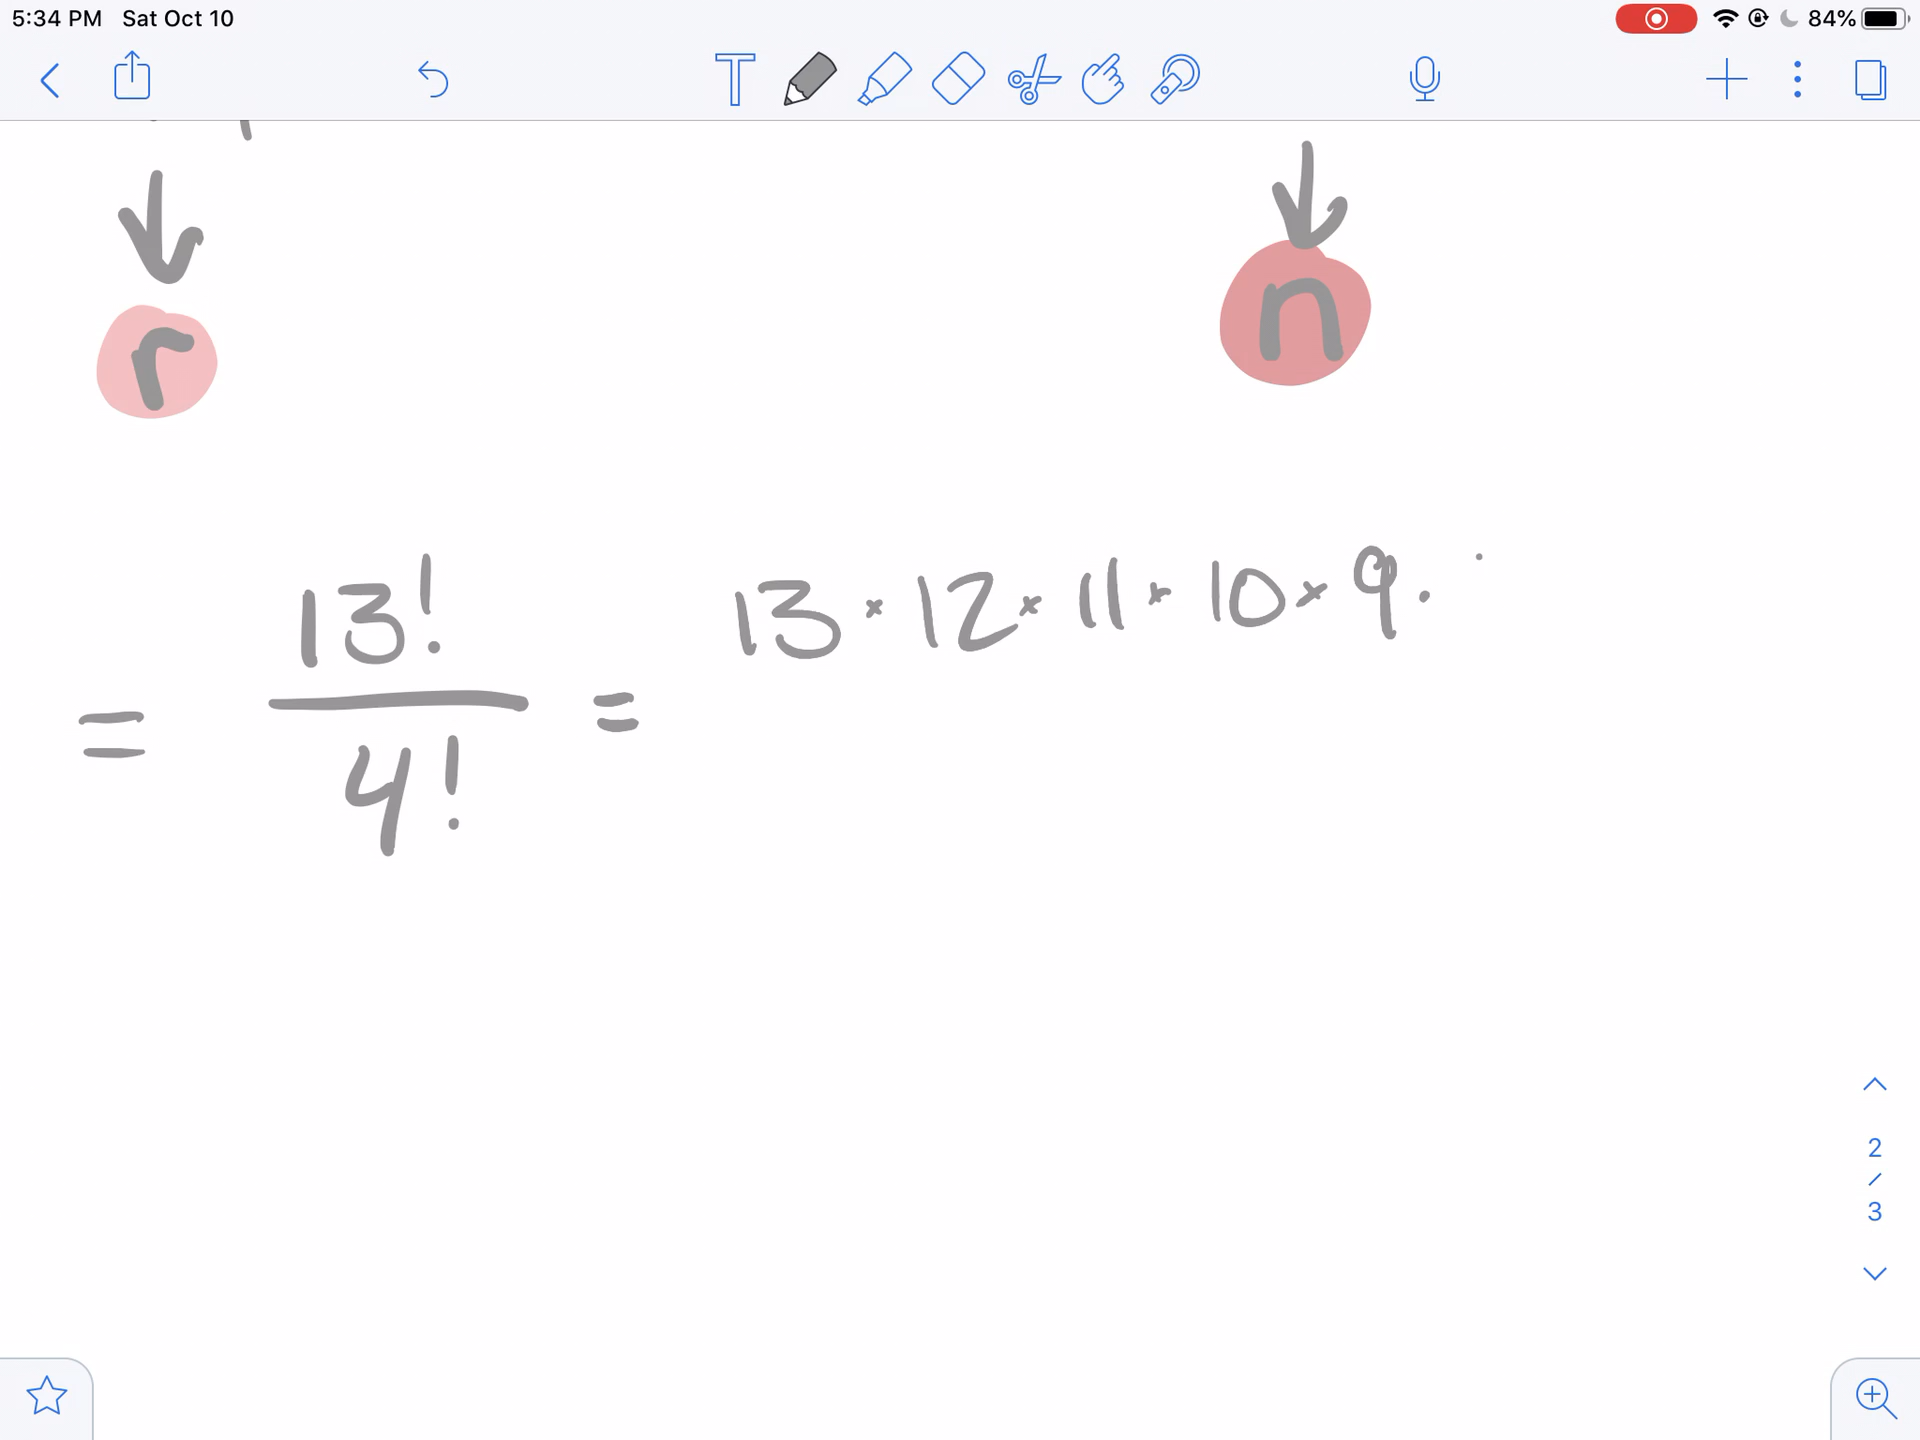 5:34 PM Sat Oct 10 84%
T
r
n
13! 13 × 12 × 11 × 10 × 9 ·
= =
4!
2
/
3